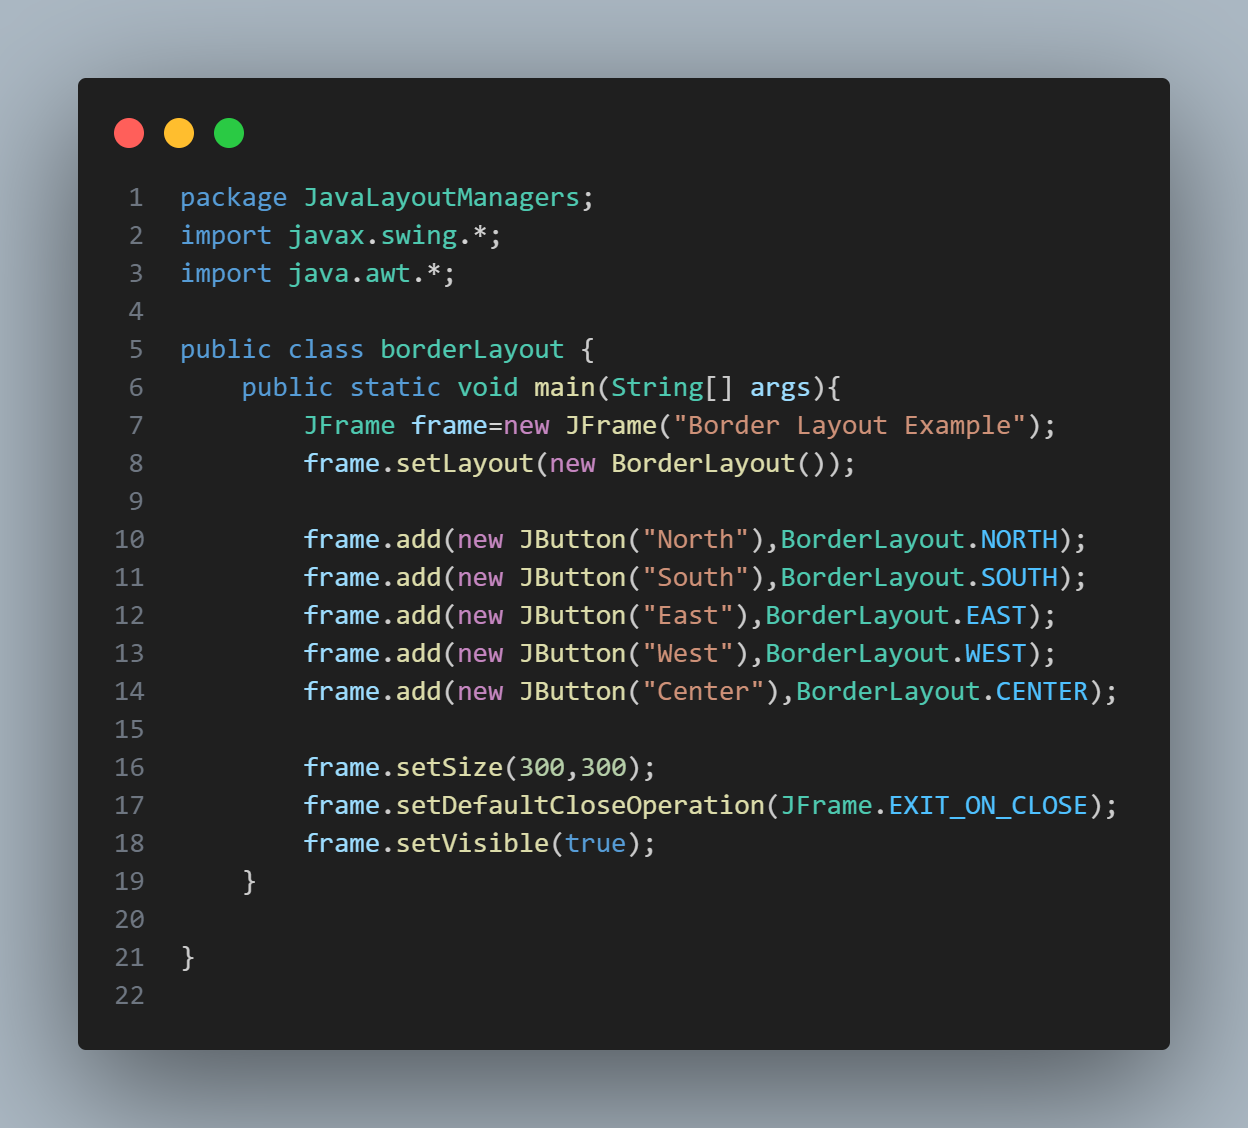 1 package JavaLayoutManagers;
2 import javax.swing.*;
3 import java.awt.*;
4
5 public class borderLayout {
6     public static void main(String[] args){
7         JFrame frame=new JFrame("Border Layout Example");
8         frame.setLayout(new BorderLayout());
9
10         frame.add(new JButton("North"),BorderLayout.NORTH);
11         frame.add(new JButton("South"),BorderLayout.SOUTH);
12         frame.add(new JButton("East"),BorderLayout.EAST);
13         frame.add(new JButton("West"),BorderLayout.WEST);
14         frame.add(new JButton("Center"),BorderLayout.CENTER);
15
16         frame.setSize(300,300);
17         frame.setDefaultCloseOperation(JFrame.EXIT_ON_CLOSE);
18         frame.setVisible(true);
19     }
20
21 }
22